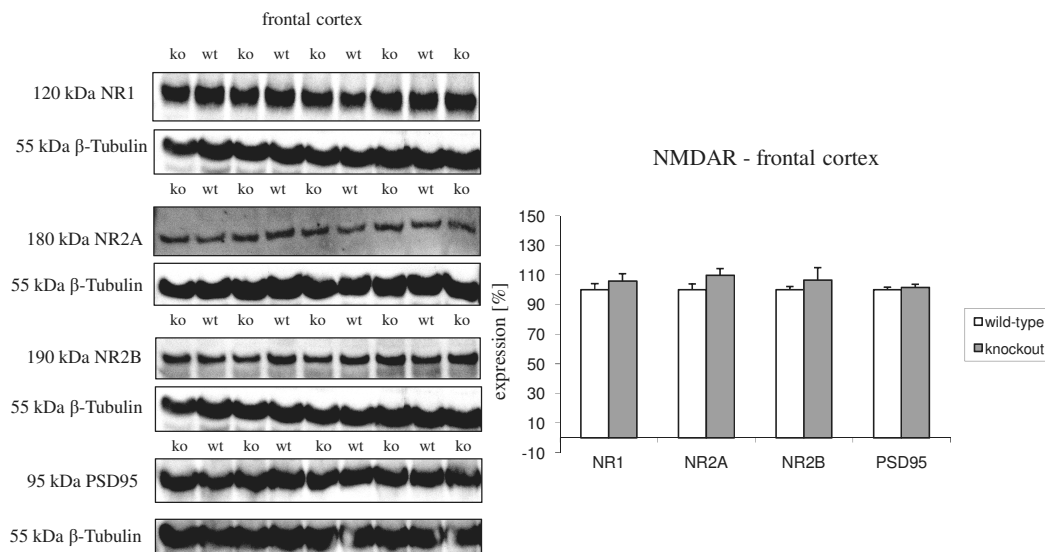 frontal cortex
ko wt ko wt ko wt ko wt ko
120 kDa NR1
55 kDa β-Tubulin
ko wt ko wt ko wt ko wt ko
180 kDa NR2A
55 kDa β-Tubulin
ko wt ko wt ko wt ko wt ko
190 kDa NR2B
55 kDa β-Tubulin
ko wt ko wt ko wt ko wt ko
95 kDa PSD95
55 kDa β-Tubulin
NMDAR - frontal cortex
expression [%]
150
130
110
90
70
50
30
10
-10
NR1 NR2A NR2B PSD95
wild-type
knockout